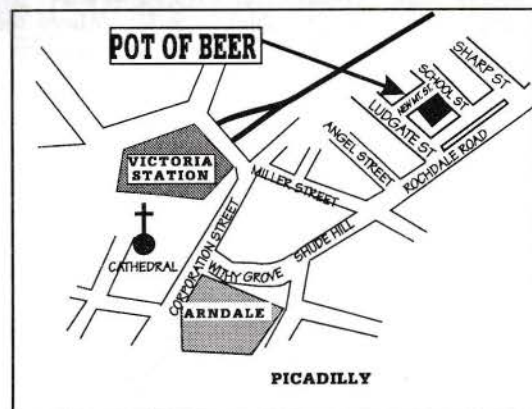 POT OF BEER
SHARP ST
SCHOOL ST
NEW MT. ST.
LUDGATE ST
ANGEL STREET
ROCHDALE ROAD
VICTORIA
STATION
MILLER STREET
SHUDE HILL
CORPORATION STREET
WITHY GROVE
CATHEDRAL
ARNDALE
PICADILLY